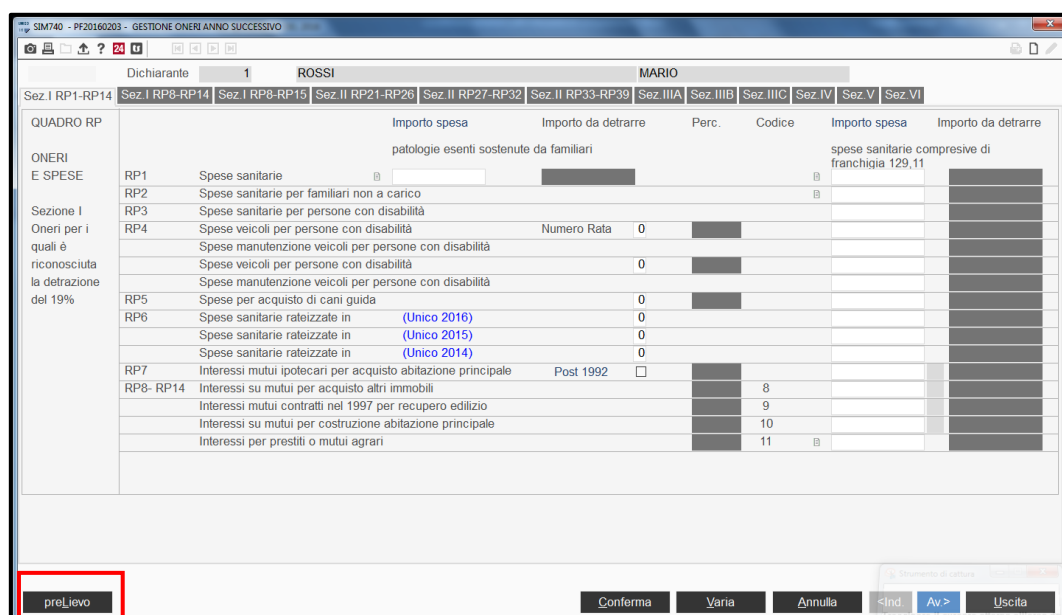 SIM740 - PF20160203 - GESTIONE ONERI ANNO SUCCESSIVO
? 24 U
Dichiarante 1 ROSSI MARIO
Sez.I RP1-RP14 Sez.I RP8-RP14 Sez.I RP8-RP15 Sez.II RP21-RP26 Sez.II RP27-RP32 Sez.II RP33-RP39 Sez.IIIA Sez.IIIB Sez.IIIC Sez.IV Sez.V Sez.VI
QUADRO RP Importo spesa Importo da detrarre Perc. Codice Importo spesa Importo da detrarre
ONERI patologie esenti sostenute da familiari spese sanitarie compresive di
franchigia 129,11
E SPESE RP1 Spese sanitarie
RP2 Spese sanitarie per familiari non a carico
Sezione I RP3 Spese sanitarie per persone con disabilità
Oneri per i RP4 Spese veicoli per persone con disabilità Numero Rata 0
quali è Spese manutenzione veicoli per persone con disabilità
riconosciuta Spese veicoli per persone con disabilità 0
la detrazione Spese manutenzione veicoli per persone con disabilità
del 19% RP5 Spese per acquisto di cani guida 0
RP6 Spese sanitarie rateizzate in (Unico 2016) 0
Spese sanitarie rateizzate in (Unico 2015) 0
Spese sanitarie rateizzate in (Unico 2014) 0
RP7 Interessi mutui ipotecari per acquisto abitazione principale Post 1992
RP8- RP14 Interessi su mutui per acquisto altri immobili 8
Interessi mutui contratti nel 1997 per recupero edilizio 9
Interessi su mutui per costruzione abitazione principale 10
Interessi per prestiti o mutui agrari 11
preLievo Conferma Varia Annulla <Ind. Av.> Uscita